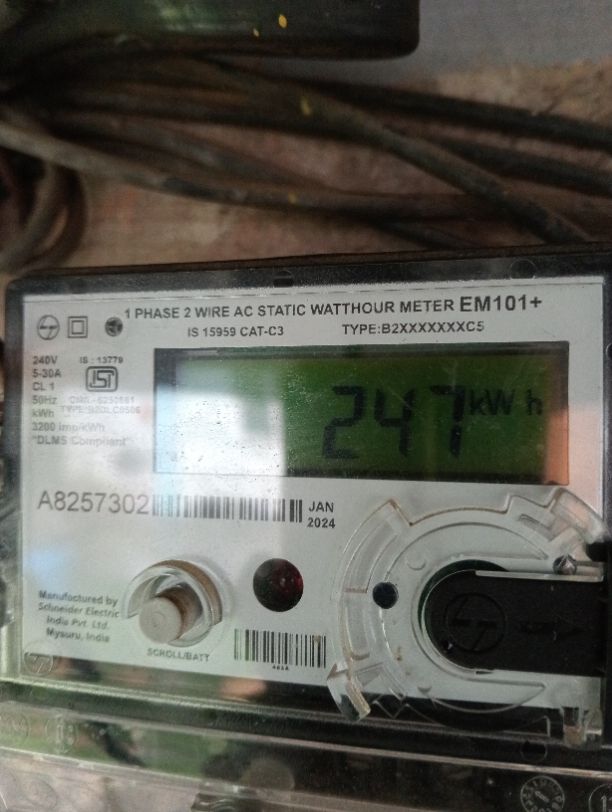 1 PHASE 2 WIRE AC STATIC WATTHOUR METER EM101+
IS 15959 CAT-C3 TYPE:B2XXXXXXXC5
240V IS : 13779
5-30A
CL 1
50Hz
kWh
3200 imp/kWh
"DLMS Compliant"
247 kW h
A8257302
JAN
2024
Manufactured by
Schneider Electric
India Pvt. Ltd.
Mysuru, India
SCROLL/BATT